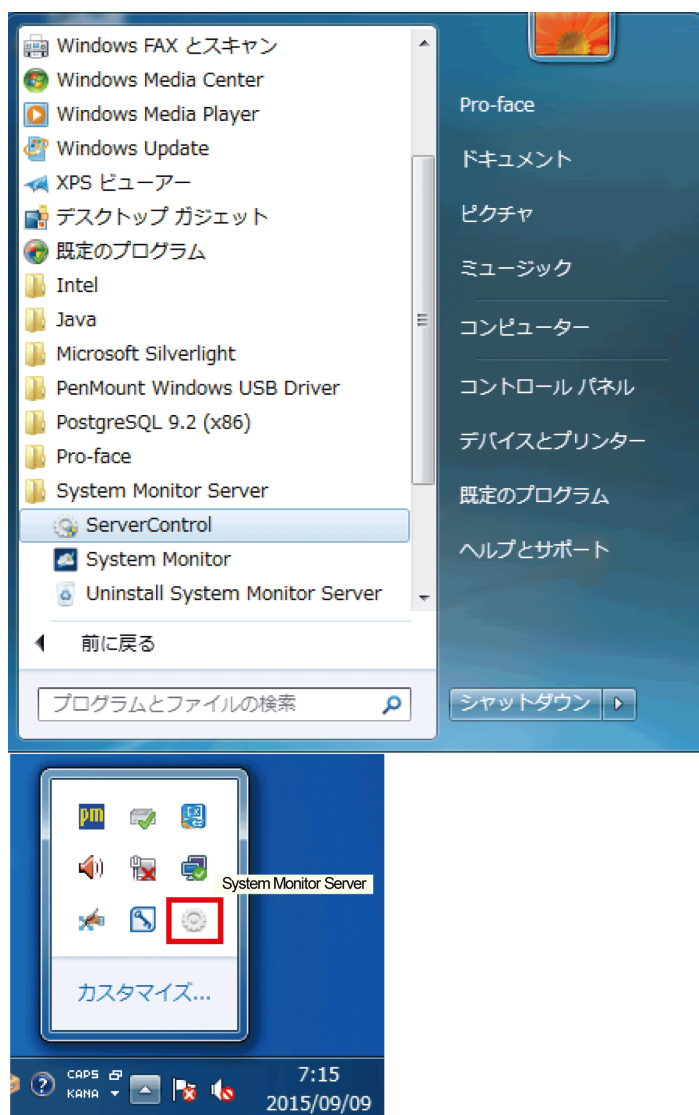 Windows FAX とスキャン
Windows Media Center
Windows Media Player
Windows Update
XPS ビューアー
デスクトップ ガジェット
既定のプログラム
Intel
Java
Microsoft Silverlight
PenMount Windows USB Driver
PostgreSQL 9.2 (x86)
Pro-face
System Monitor Server
ServerControl
System Monitor
Uninstall System Monitor Server
前に戻る
プログラムとファイルの検索
Pro-face
ドキュメント
ピクチャ
ミュージック
コンピューター
コントロール パネル
デバイスとプリンター
既定のプログラム
ヘルプとサポート
シャットダウン
pm
EX
System Monitor Server
カスタマイズ...
CAPS
KANA
7:15
2015/09/09